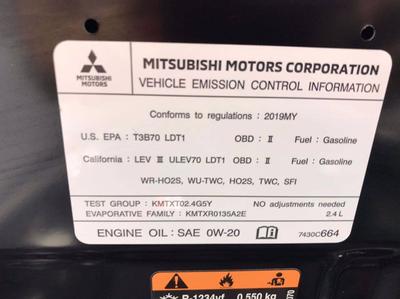 MITSUBISHI MOTORS
MITSUBISHI MOTORS CORPORATION
VEHICLE EMISSION CONTROL INFORMATION
Conforms to regulations : 2019MY
U.S. EPA : T3B70 LDT1 OBD : II Fuel : Gasoline
California : LEV III ULEV70 LDT1 OBD : II Fuel : Gasoline
WR-HO2S, WU-TWC, HO2S, TWC, SFI
TEST GROUP : KMTXT02.4G5Y NO adjustments needed
EVAPORATIVE FAMILY : KMTXR0135A2E 2.4 L
ENGINE OIL : SAE 0W-20 7430C664
R-1234yf 0.550 kg